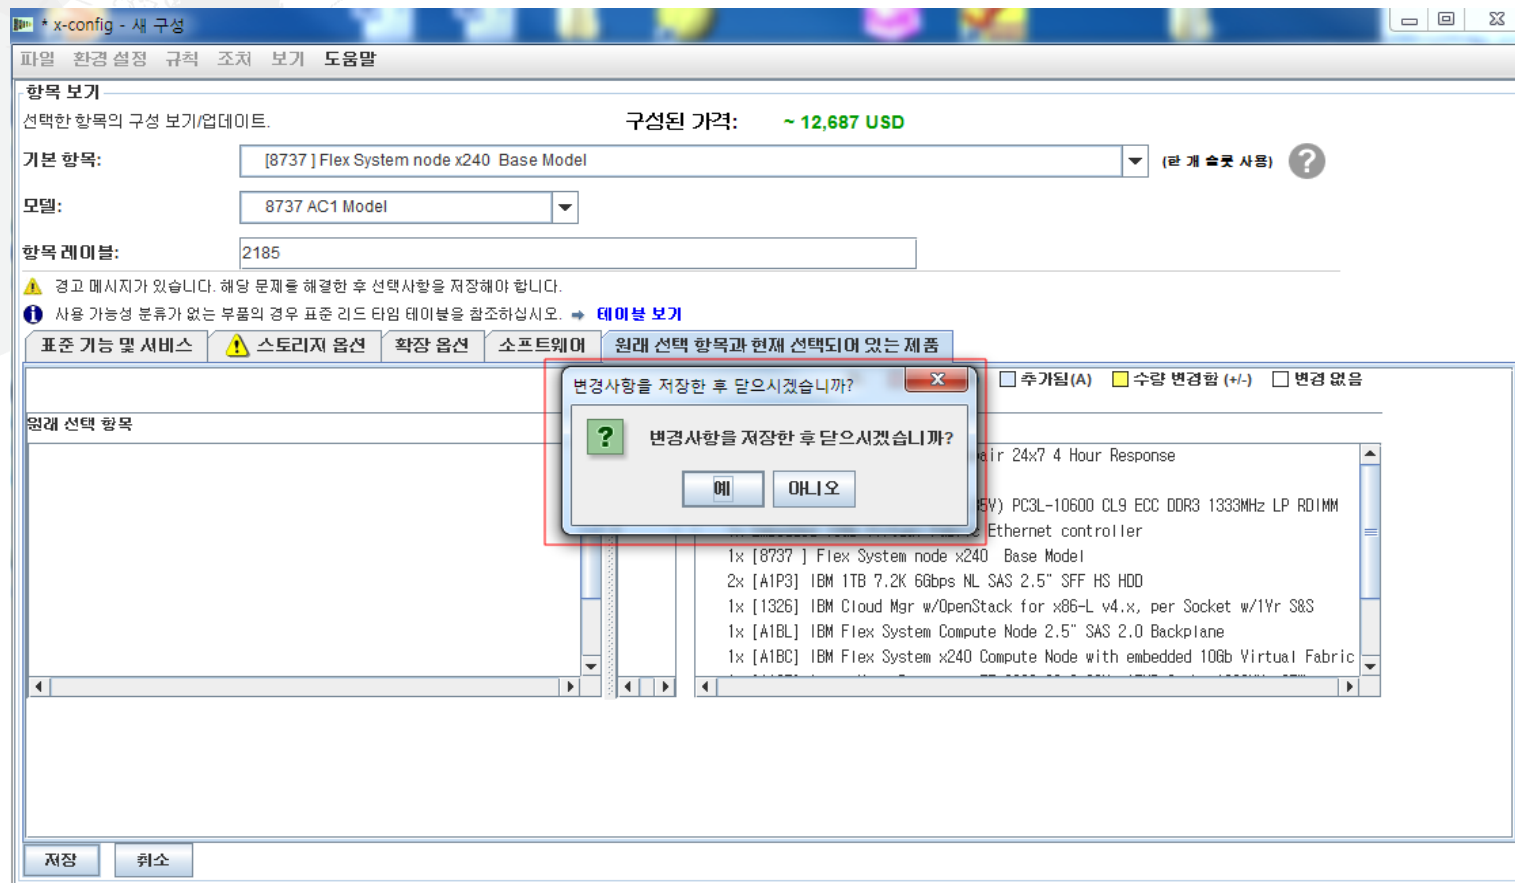 * x-config - 새 구성
파일 환경 설정 규칙 조치 보기 도움말
항목 보기
선택한 항목의 구성 보기/업데이트. 구성된 가격: ~ 12,687 USD
기본 항목: [8737 ] Flex System node x240 Base Model (한 개 슬롯 사용) ?
모델: 8737 AC1 Model
항목 레이블: 2185
경고 메시지가 있습니다. 해당 문제를 해결한 후 선택사항을 저장해야 합니다.
사용 가능성 분류가 없는 부품의 경우 표준 리드 타임 테이블을 참조하십시오. ➡ 테이블 보기
표준 기능 및 서비스 스토리지 옵션 확장 옵션 소프트웨어 원래 선택 항목과 현재 선택되어 있는 제품
변경사항을 저장한 후 닫으시겠습니까?
추가됨(A) 수량 변경함 (+/-) 변경 없음
원래 선택 항목
변경사항을 저장한 후 닫으시겠습니까?
예 아니오
air 24x7 4 Hour Response
35V) PC3L-10600 CL9 ECC DDR3 1333MHz LP RDIMM
Ethernet controller
1x [8737 ] Flex System node x240 Base Model
2x [A1P3] IBM 1TB 7.2K 6Gbps NL SAS 2.5" SFF HS HDD
1x [1326] IBM Cloud Mgr w/OpenStack for x86-L v4.x, per Socket w/1Yr S&S
1x [A1BL] IBM Flex System Compute Node 2.5" SAS 2.0 Backplane
1x [A1BC] IBM Flex System x240 Compute Node with embedded 10Gb Virtual Fabric
저장 취소